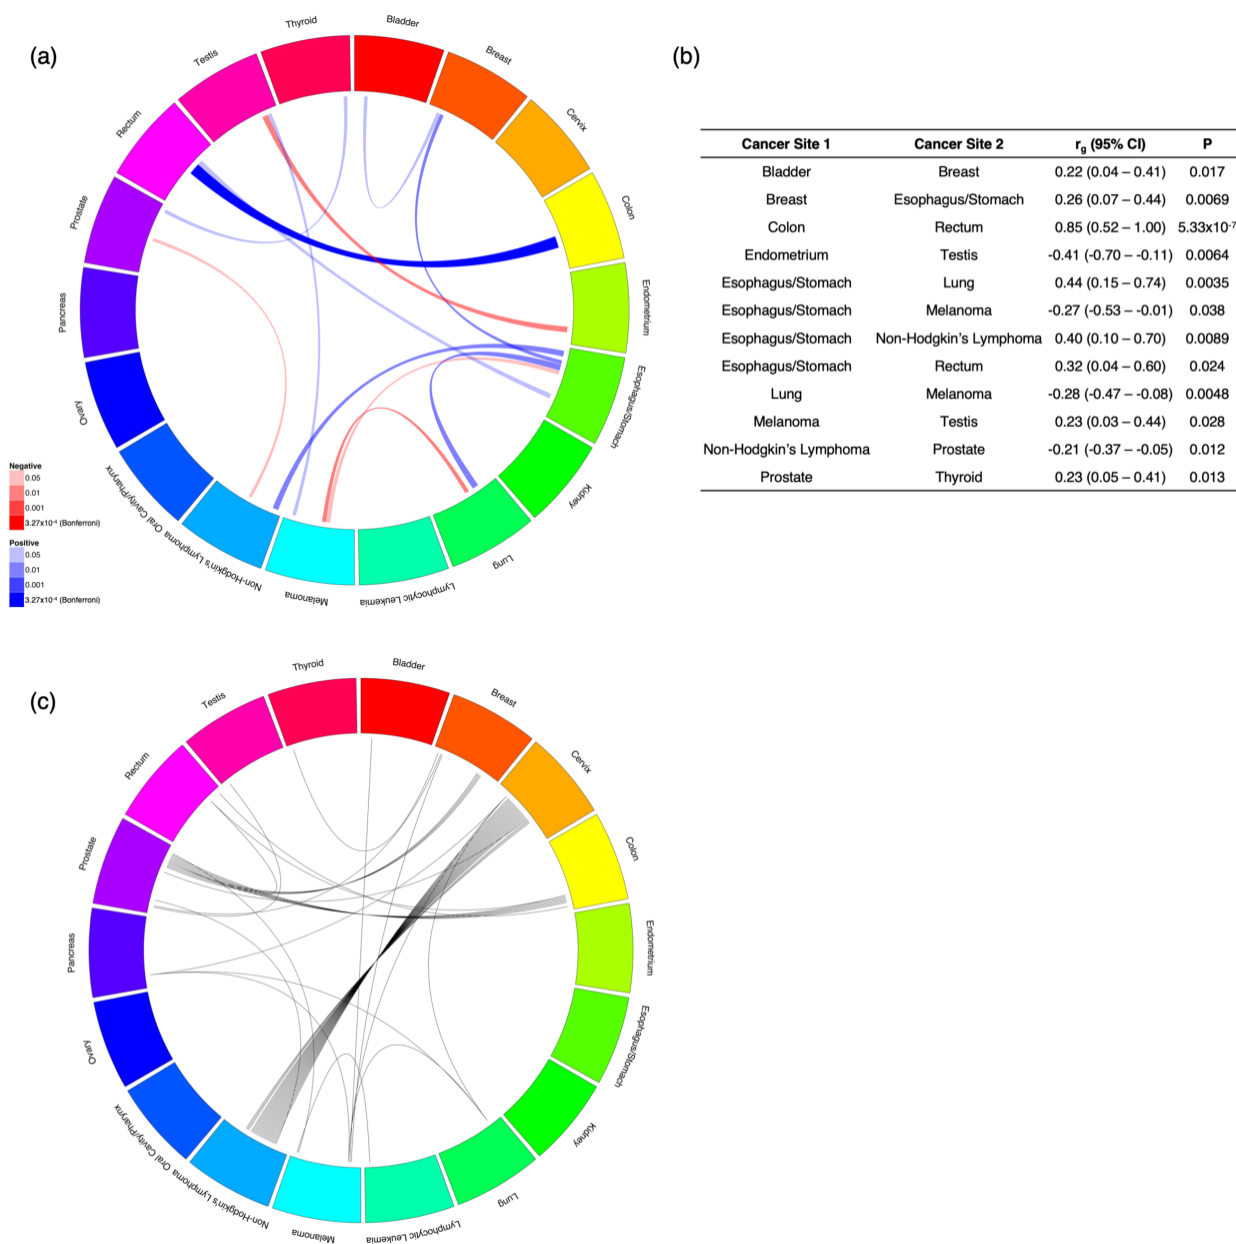 (a)
Thyroid
Bladder
Testis
Breast
Rectum
Cervix
Prostate
Colon
Pancreas
Endometrium
Ovary
Esophagus/Stomach
Oral Cavity/Pharynx
Kidney
Non-Hodgkin's Lymphoma
Lung
Melanoma
Lymphocytic Leukemia
Negative
0.05
0.01
0.001
3.27x10⁻⁴ (Bonferroni)
Positive
0.05
0.01
0.001
3.27x10⁻⁴ (Bonferroni)
(b)
Cancer Site 1 Cancer Site 2 rg (95% CI) P
Bladder Breast 0.22 (0.04 – 0.41) 0.017
Breast Esophagus/Stomach 0.26 (0.07 – 0.44) 0.0069
Colon Rectum 0.85 (0.52 – 1.00) 5.33x10⁻⁷
Endometrium Testis -0.41 (-0.70 – -0.11) 0.0064
Esophagus/Stomach Lung 0.44 (0.15 – 0.74) 0.0035
Esophagus/Stomach Melanoma -0.27 (-0.53 – -0.01) 0.038
Esophagus/Stomach Non-Hodgkin's Lymphoma 0.40 (0.10 – 0.70) 0.0089
Esophagus/Stomach Rectum 0.32 (0.04 – 0.60) 0.024
Lung Melanoma -0.28 (-0.47 – -0.08) 0.0048
Melanoma Testis 0.23 (0.03 – 0.44) 0.028
Non-Hodgkin's Lymphoma Prostate -0.21 (-0.37 – -0.05) 0.012
Prostate Thyroid 0.23 (0.05 – 0.41) 0.013
(c)
Thyroid
Bladder
Testis
Breast
Rectum
Cervix
Prostate
Colon
Pancreas
Endometrium
Ovary
Esophagus/Stomach
Oral Cavity/Pharynx
Kidney
Non-Hodgkin's Lymphoma
Lung
Melanoma
Lymphocytic Leukemia